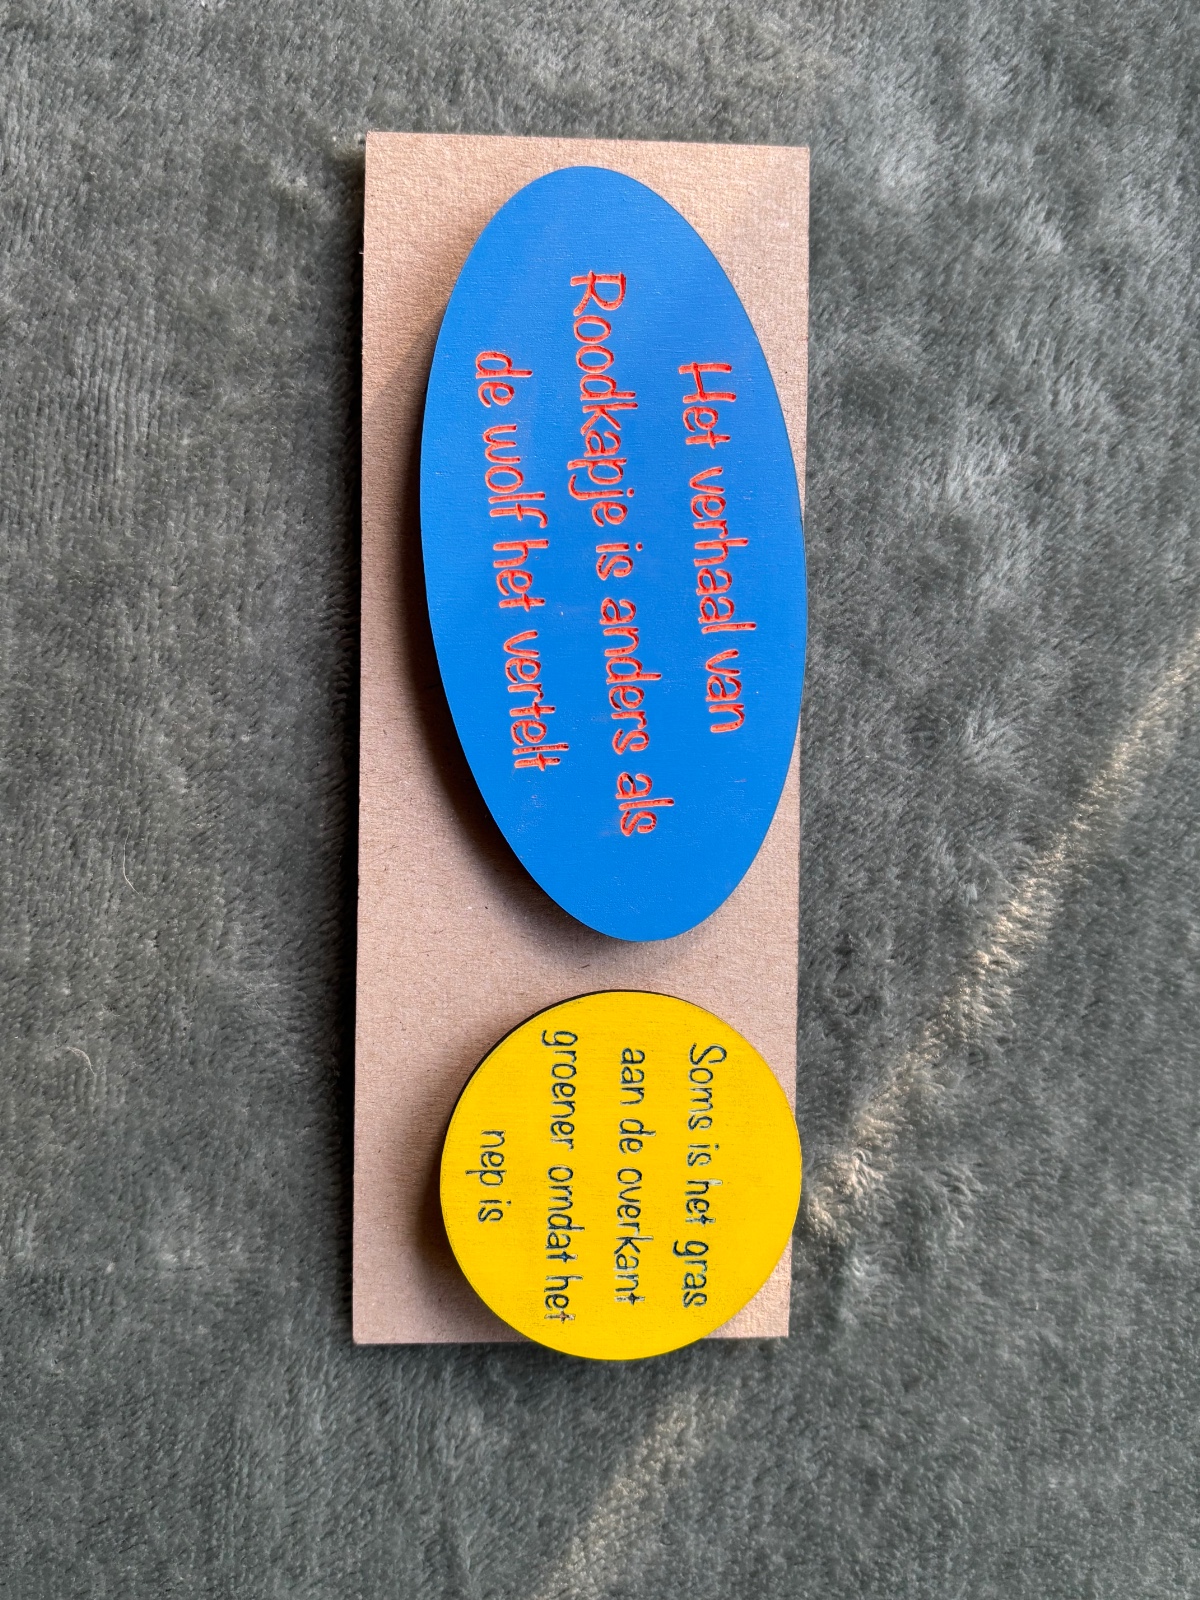 Het verhaal van
Roodkapje is anders als
de wolf het vertelt
Soms is het gras
aan de overkant
groener omdat het
nep is